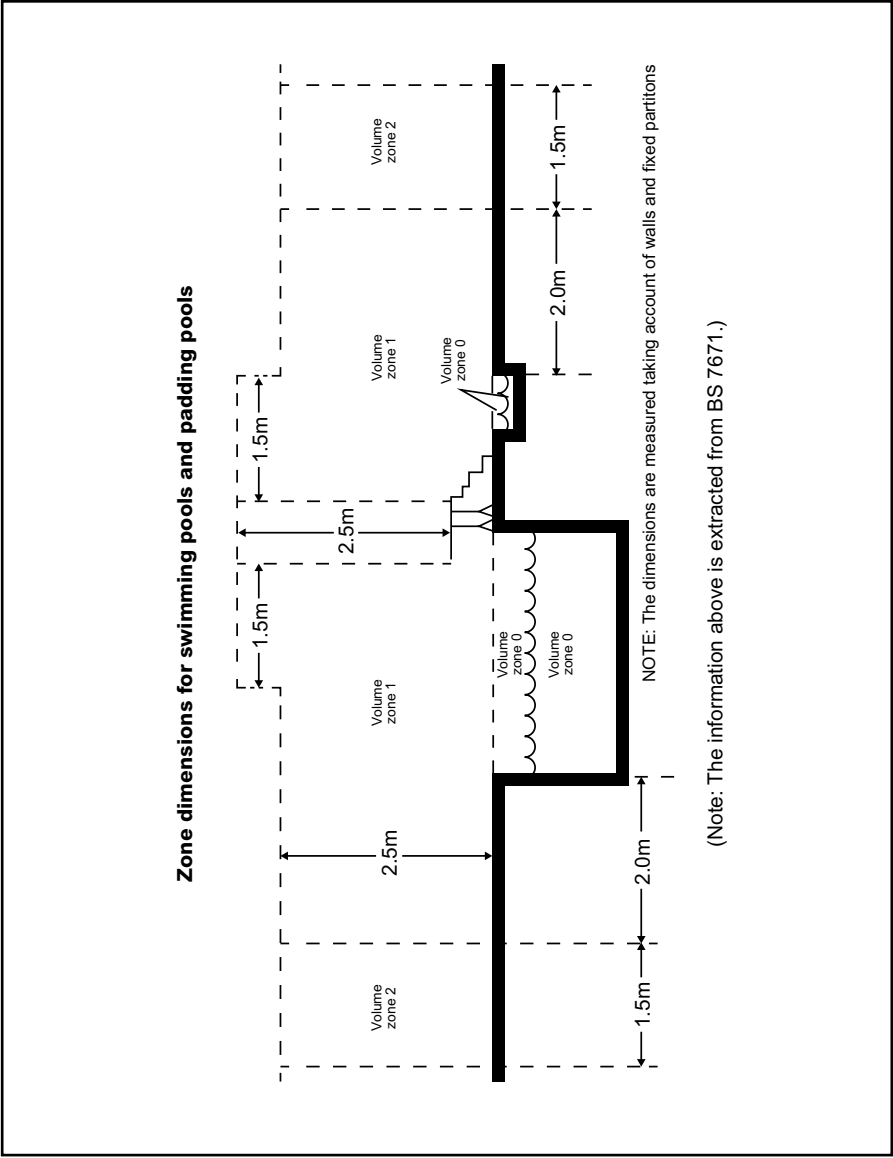 Zone dimensions for swimming pools and padding pools
1.5m
2.5m
1.5m
Volume
zone 2
2.5m
Volume
zone 1
Volume
zone 1
Volume
zone 0
Volume
zone 2
Volume
zone 0
Volume
zone 0
1.5m
2.0m
2.0m
1.5m
NOTE: The dimensions are measured taking account of walls and fixed partitons
(Note: The information above is extracted from BS 7671.)